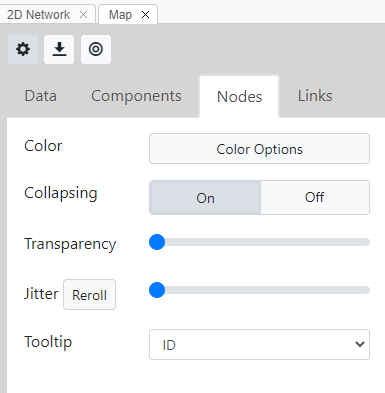 2D Network Map
Data Components Nodes Links
Color Color Options
Collapsing On Off
Transparency
Jitter Reroll
Tooltip ID